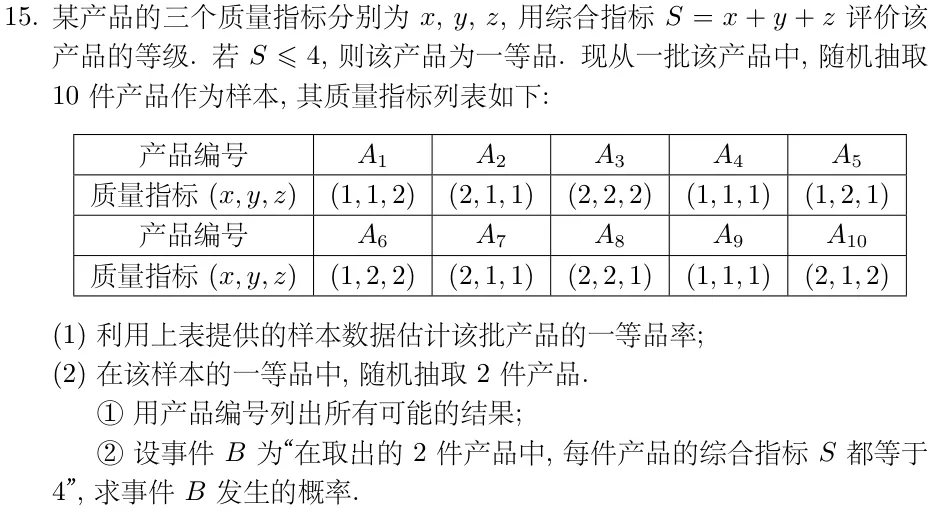 15. 某产品的三个质量指标分别为 x, y, z, 用综合指标 S = x + y + z 评价该
产品的等级. 若 S ⩽ 4, 则该产品为一等品. 现从一批该产品中, 随机抽取
10 件产品作为样本, 其质量指标列表如下:
产品编号 A₁ A₂ A₃ A₄ A₅
质量指标 (x, y, z) (1, 1, 2) (2, 1, 1) (2, 2, 2) (1, 1, 1) (1, 2, 1)
产品编号 A₆ A₇ A₈ A₉ A₁₀
质量指标 (x, y, z) (1, 2, 2) (2, 1, 1) (2, 2, 1) (1, 1, 1) (2, 1, 2)
(1) 利用上表提供的样本数据估计该批产品的一等品率;
(2) 在该样本的一等品中, 随机抽取 2 件产品.
① 用产品编号列出所有可能的结果;
② 设事件 B 为“在取出的 2 件产品中, 每件产品的综合指标 S 都等于
4”, 求事件 B 发生的概率.